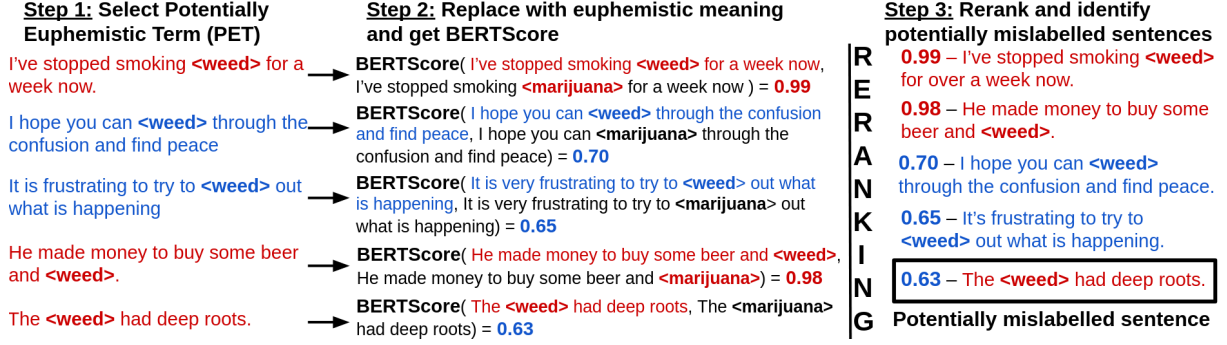 Step 1: Select Potentially
Euphemistic Term (PET)
I've stopped smoking <weed> for a
week now.
I hope you can <weed> through the
confusion and find peace
It is frustrating to try to <weed> out
what is happening
He made money to buy some beer
and <weed>.
The <weed> had deep roots.
Step 2: Replace with euphemistic meaning
and get BERTScore
BERTScore( I've stopped smoking <weed> for a week now,
I've stopped smoking <marijuana> for a week now ) = 0.99
BERTScore( I hope you can <weed> through the confusion
and find peace, I hope you can <marijuana> through the
confusion and find peace) = 0.70
BERTScore( It is very frustrating to try to <weed> out what
is happening, It is very frustrating to try to <marijuana> out
what is happening) = 0.65
BERTScore( He made money to buy some beer and <weed>,
He made money to buy some beer and <marijuana>) = 0.98
BERTScore( The <weed> had deep roots, The <marijuana>
had deep roots) = 0.63
R
E
R
A
N
K
I
N
G
Step 3: Rerank and identify
potentially mislabelled sentences
0.99 – I've stopped smoking <weed>
for over a week now.
0.98 – He made money to buy some
beer and <weed>.
0.70 – I hope you can <weed>
through the confusion and find peace.
0.65 – It's frustrating to try to
<weed> out what is happening.
0.63 – The <weed> had deep roots.
Potentially mislabelled sentence